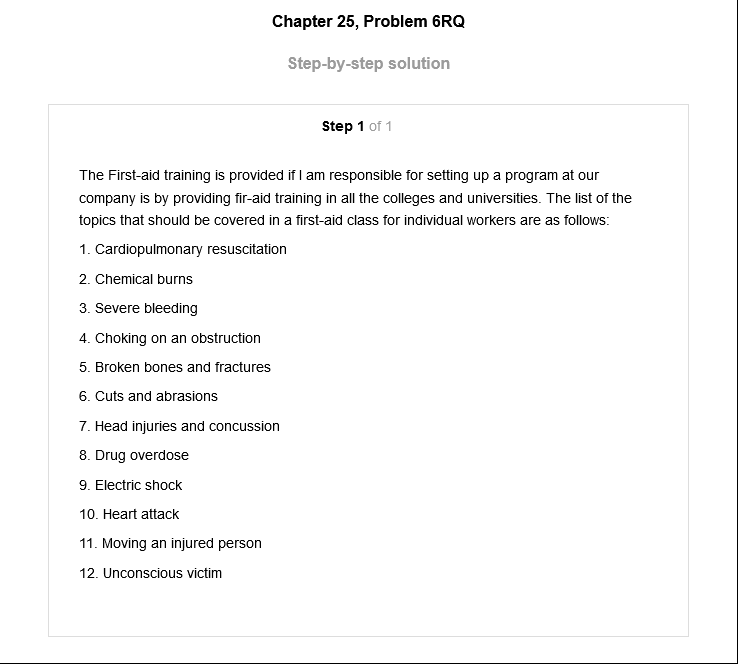 Chapter 25, Problem 6RQ
Step-by-step solution
Step 1 of 1
The First-aid training is provided if I am responsible for setting up a program at our
company is by providing fir-aid training in all the colleges and universities. The list of the
topics that should be covered in a first-aid class for individual workers are as follows:
1. Cardiopulmonary resuscitation
2. Chemical burns
3. Severe bleeding
4. Choking on an obstruction
5. Broken bones and fractures
6. Cuts and abrasions
7. Head injuries and concussion
8. Drug overdose
9. Electric shock
10. Heart attack
11. Moving an injured person
12. Unconscious victim